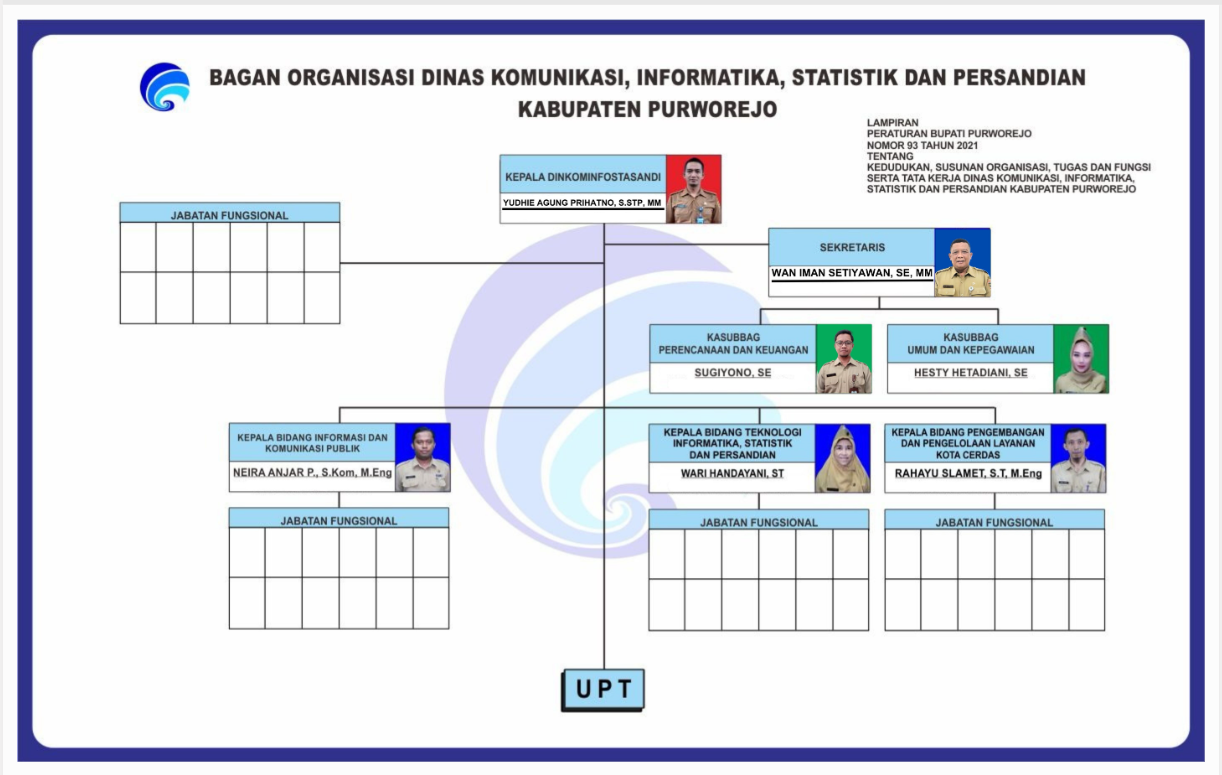 BAGAN ORGANISASI DINAS KOMUNIKASI, INFORMATIKA, STATISTIK DAN PERSANDIAN
KABUPATEN PURWOREJO
LAMPIRAN
PERATURAN BUPATI PURWOREJO
NOMOR 93 TAHUN 2021
TENTANG
KEDUDUKAN, SUSUNAN ORGANISASI, TUGAS DAN FUNGSI
SERTA TATA KERJA DINAS KOMUNIKASI, INFORMATIKA,
STATISTIK DAN PERSANDIAN KABUPATEN PURWOREJO
KEPALA DINKOMINFOSTASANDI
YUDHIE AGUNG PRIHATNO, S.STP, MM
JABATAN FUNGSIONAL
SEKRETARIS
WAN IMAN SETIYAWAN, SE, MM
KASUBBAG
PERENCANAAN DAN KEUANGAN
SUGIYONO, SE
KASUBBAG
UMUM DAN KEPEGAWAIAN
HESTY HETADIANI, SE
KEPALA BIDANG INFORMASI DAN
KOMUNIKASI PUBLIK
NEIRA ANJAR P., S.Kom, M.Eng
KEPALA BIDANG TEKNOLOGI
INFORMATIKA, STATISTIK
DAN PERSANDIAN
WARI HANDAYANI, ST
KEPALA BIDANG PENGEMBANGAN
DAN PENGELOLAAN LAYANAN
KOTA CERDAS
RAHAYU SLAMET, S.T, M.Eng
JABATAN FUNGSIONAL
JABATAN FUNGSIONAL
JABATAN FUNGSIONAL
UPT